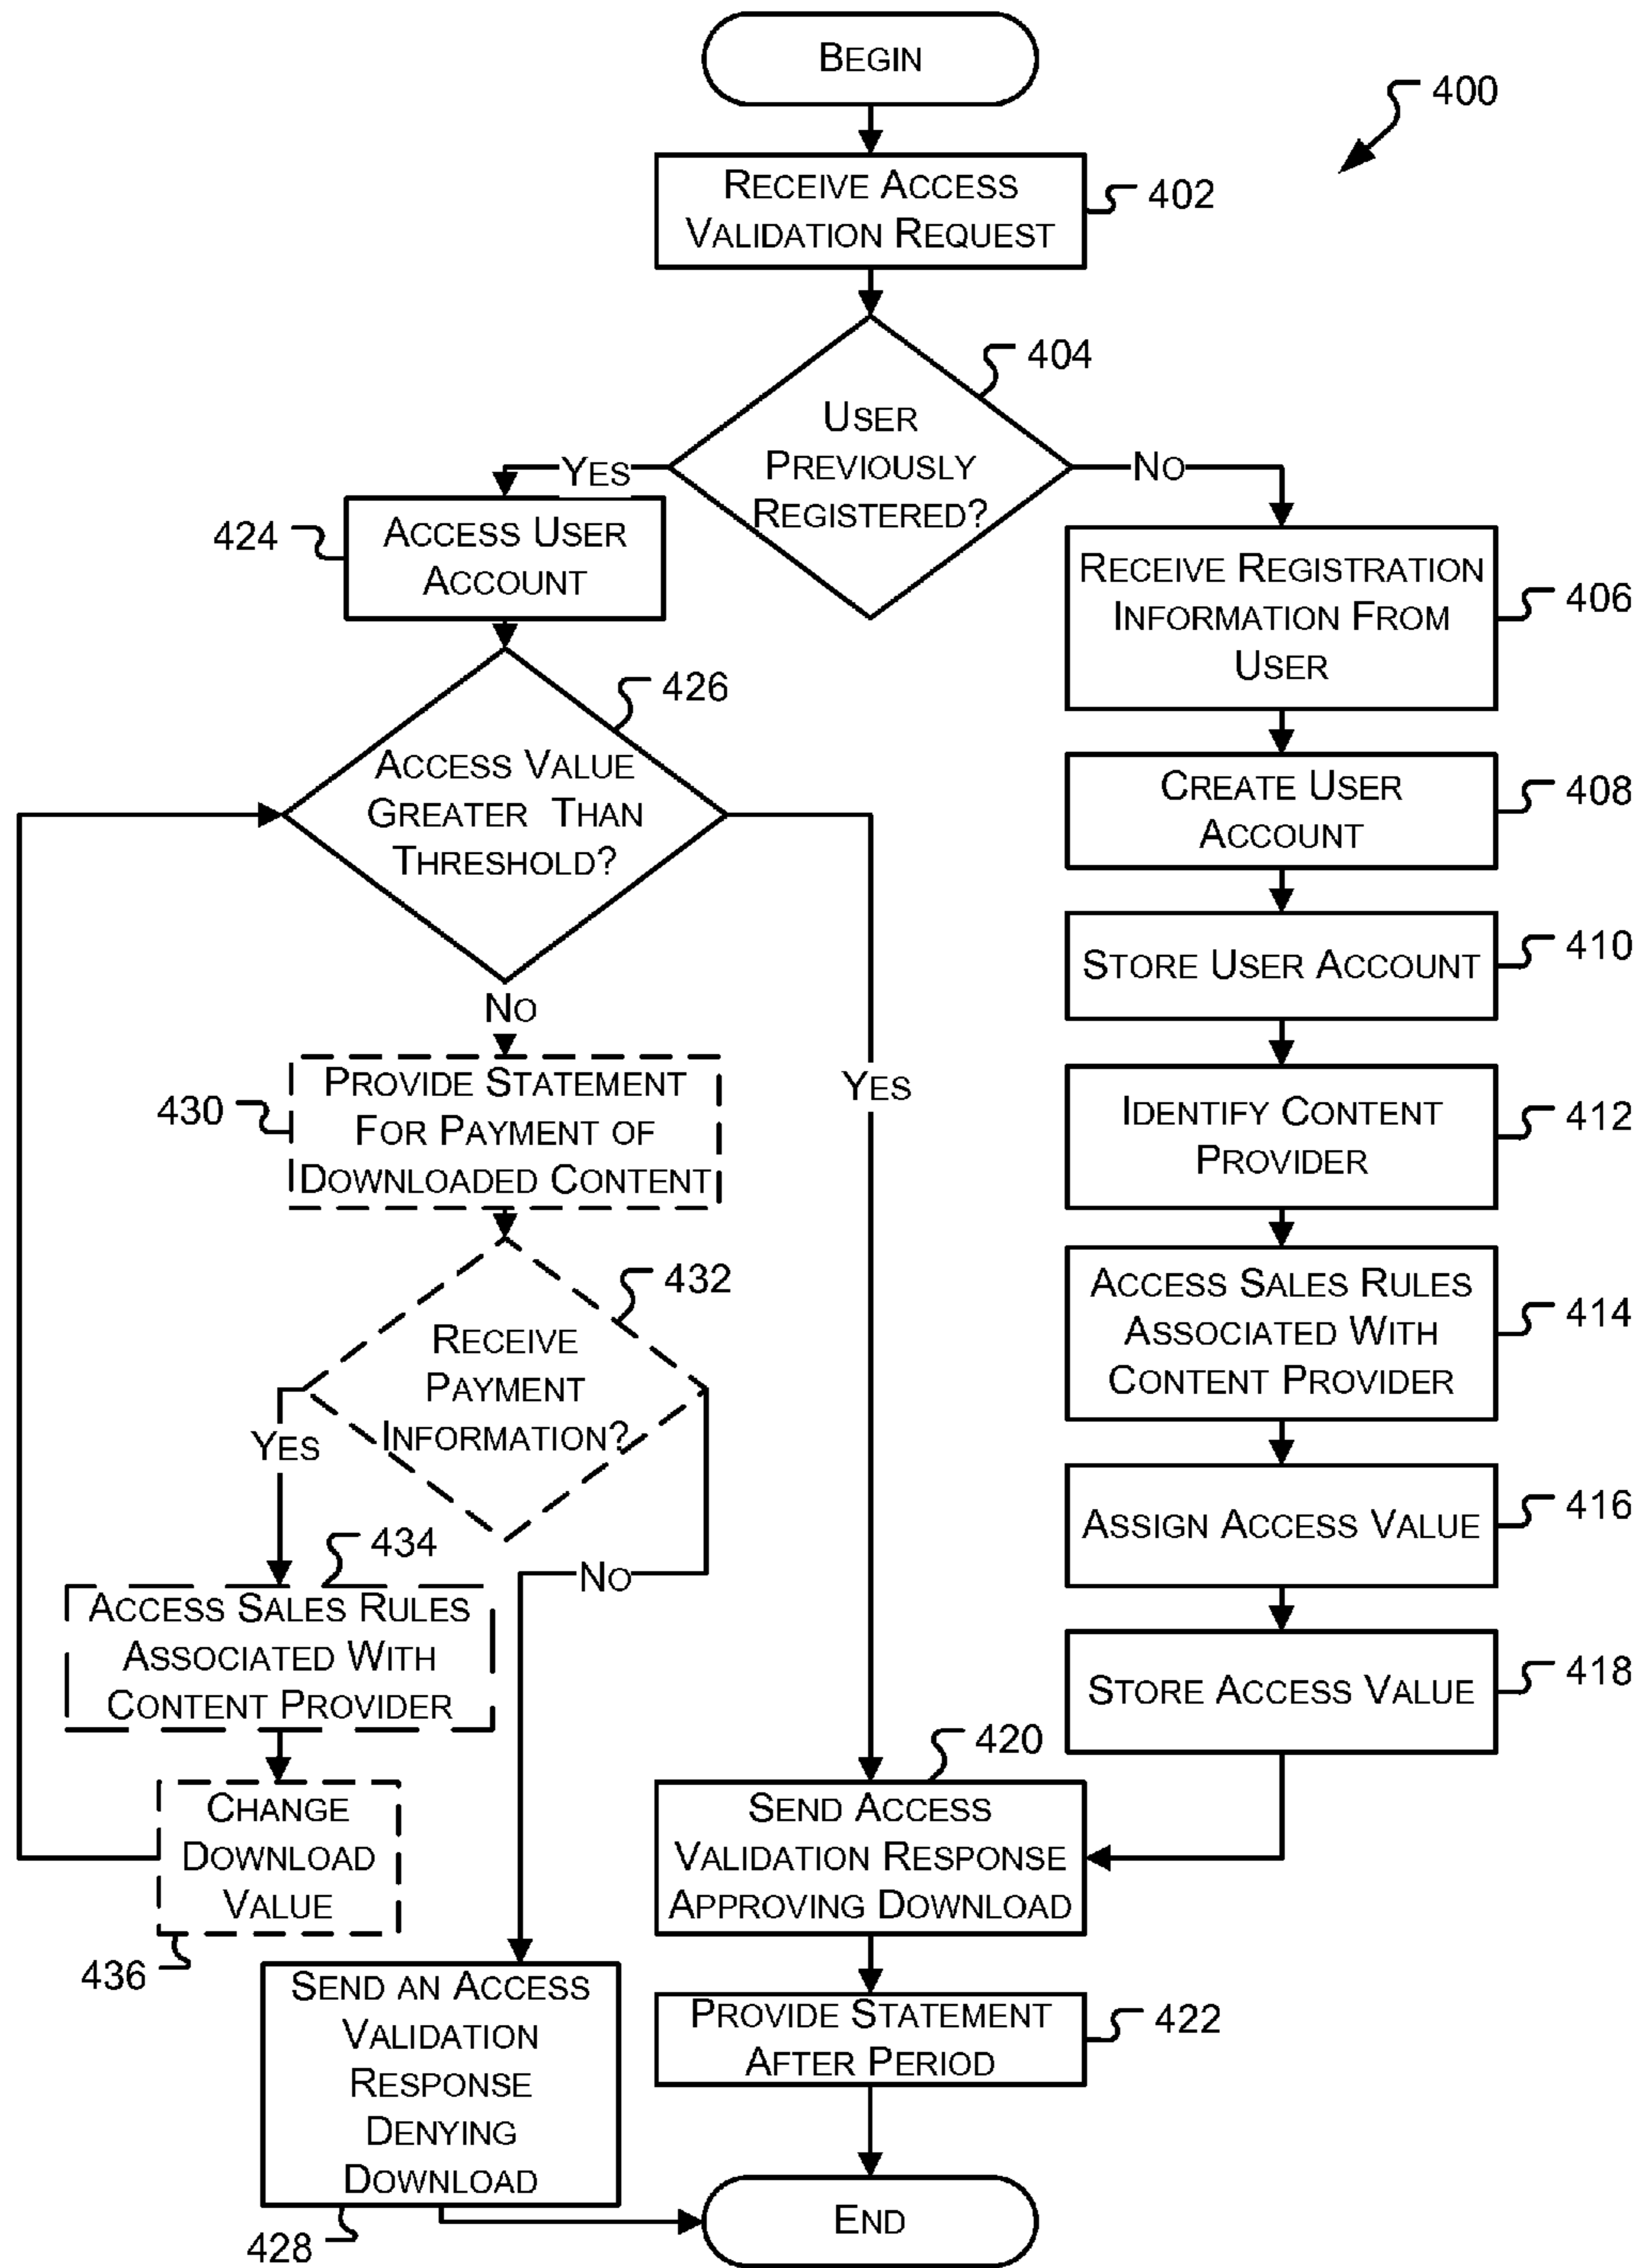 BEGIN
400
RECEIVE ACCESS
VALIDATION REQUEST
402
404
USER
PREVIOUSLY
REGISTERED?
YES
NO
424
ACCESS USER
ACCOUNT
RECEIVE REGISTRATION
INFORMATION FROM
USER
406
426
ACCESS VALUE
GREATER THAN
THRESHOLD?
CREATE USER
ACCOUNT
408
STORE USER ACCOUNT
410
NO
YES
430
PROVIDE STATEMENT
FOR PAYMENT OF
DOWNLOADED CONTENT
IDENTIFY CONTENT
PROVIDER
412
432
RECEIVE
PAYMENT
INFORMATION?
ACCESS SALES RULES
ASSOCIATED WITH
CONTENT PROVIDER
414
YES
NO
ASSIGN ACCESS VALUE
416
434
ACCESS SALES RULES
ASSOCIATED WITH
CONTENT PROVIDER
STORE ACCESS VALUE
418
420
CHANGE
DOWNLOAD
VALUE
436
SEND ACCESS
VALIDATION RESPONSE
APPROVING DOWNLOAD
SEND AN ACCESS
VALIDATION
RESPONSE
DENYING
DOWNLOAD
428
PROVIDE STATEMENT
AFTER PERIOD
422
END